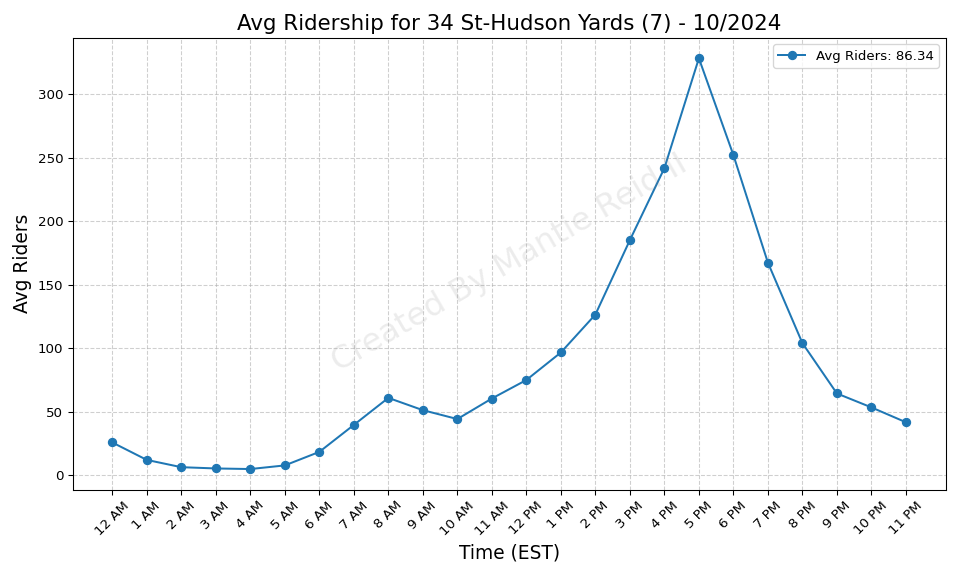 Avg Ridership for 34 St-Hudson Yards (7) - 10/2024
Avg Riders: 86.34
Avg Riders
300
250
200
150
100
50
0
Created By Mantle Reidhl
12 AM
1 AM
2 AM
3 AM
4 AM
5 AM
6 AM
7 AM
8 AM
9 AM
10 AM
11 AM
12 PM
1 PM
2 PM
3 PM
4 PM
5 PM
6 PM
7 PM
8 PM
9 PM
10 PM
11 PM
Time (EST)